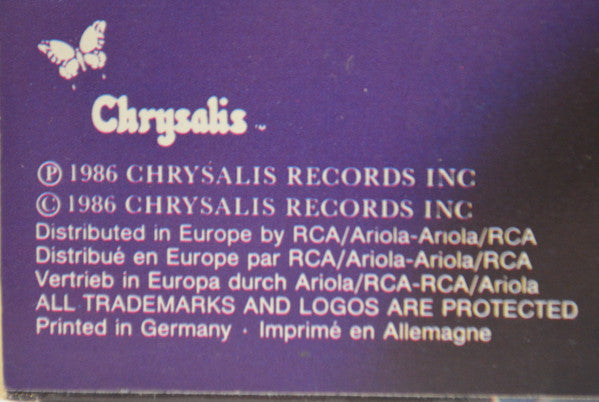 Chrysalis
℗ 1986 CHRYSALIS RECORDS INC
© 1986 CHRYSALIS RECORDS INC
Distributed in Europe by RCA/Ariola-Ariola/RCA
Distribué en Europe par RCA/Ariola-Ariola/RCA
Vertrieb in Europa durch Ariola/RCA-RCA/Ariola
ALL TRADEMARKS AND LOGOS ARE PROTECTED
Printed in Germany · Imprimé en Allemagne